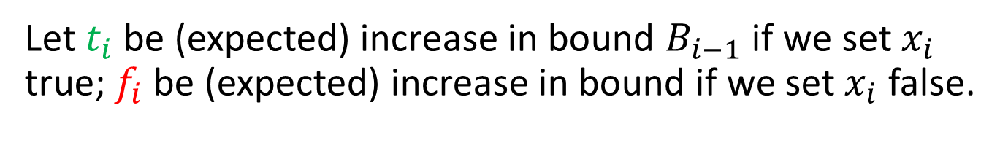 Let tᵢ be (expected) increase in bound Bᵢ₋₁ if we set xᵢ
true; fᵢ be (expected) increase in bound if we set xᵢ false.